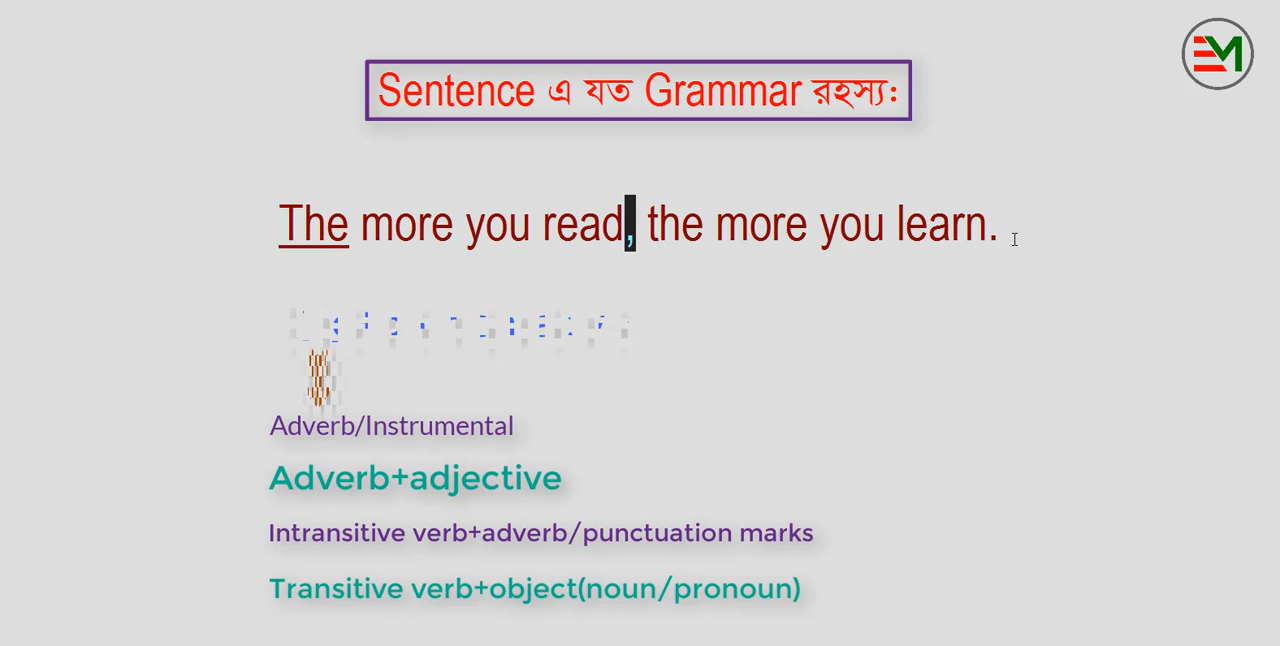 EM
Sentence এ যত Grammar রহস্যঃ
The more you read, the more you learn.
Adverb/Instrumental
Adverb+adjective
Intransitive verb+adverb/punctuation marks
Transitive verb+object(noun/pronoun)